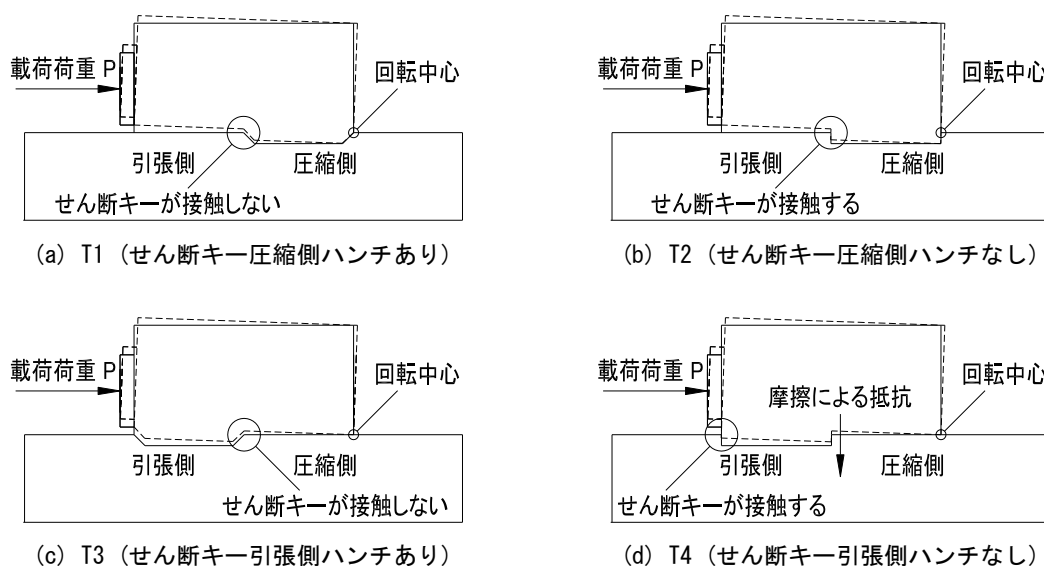 載荷荷重 P
回転中心
引張側
圧縮側
せん断キーが接触しない
(a) T1 (せん断キー圧縮側ハンチあり)
載荷荷重 P
回転中心
引張側
圧縮側
せん断キーが接触する
(b) T2 (せん断キー圧縮側ハンチなし)
載荷荷重 P
回転中心
引張側
圧縮側
せん断キーが接触しない
(c) T3 (せん断キー引張側ハンチあり)
載荷荷重 P
摩擦による抵抗
回転中心
引張側
圧縮側
せん断キーが接触する
(d) T4 (せん断キー引張側ハンチなし)